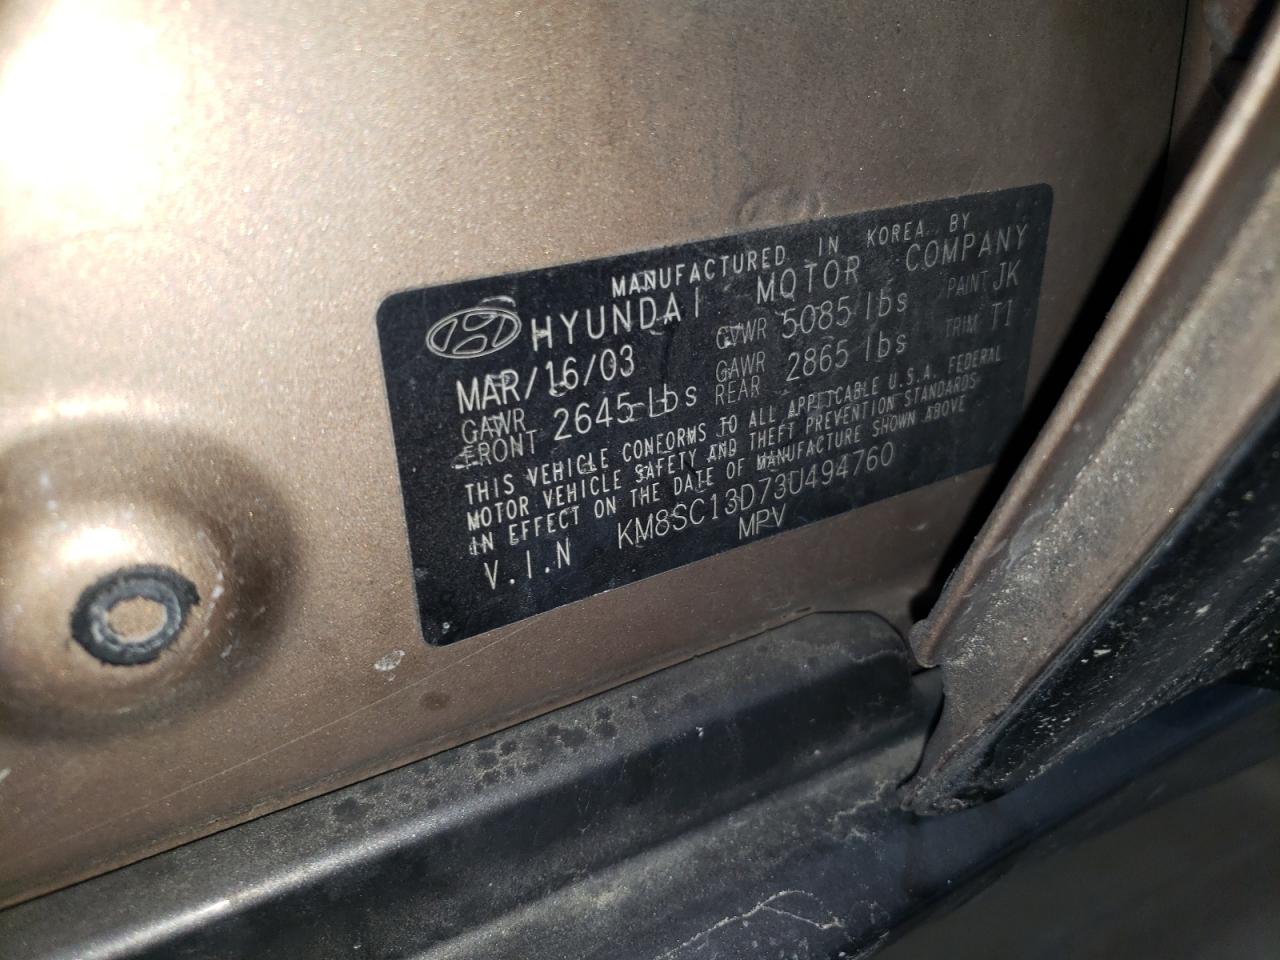 MANUFACTURED IN KOREA BY
HYUNDAI MOTOR COMPANY
MAR/16/03 GVWR 5085 lbs PAINT JK
GAWR FRONT 2645 lbs GAWR REAR 2865 lbs TRIM TI
THIS VEHICLE CONFORMS TO ALL APPLICABLE U.S.A. FEDERAL
MOTOR VEHICLE SAFETY AND THEFT PREVENTION STANDARDS
IN EFFECT ON THE DATE OF MANUFACTURE SHOWN ABOVE
V.I.N KM8SC13D73U494760
MPV